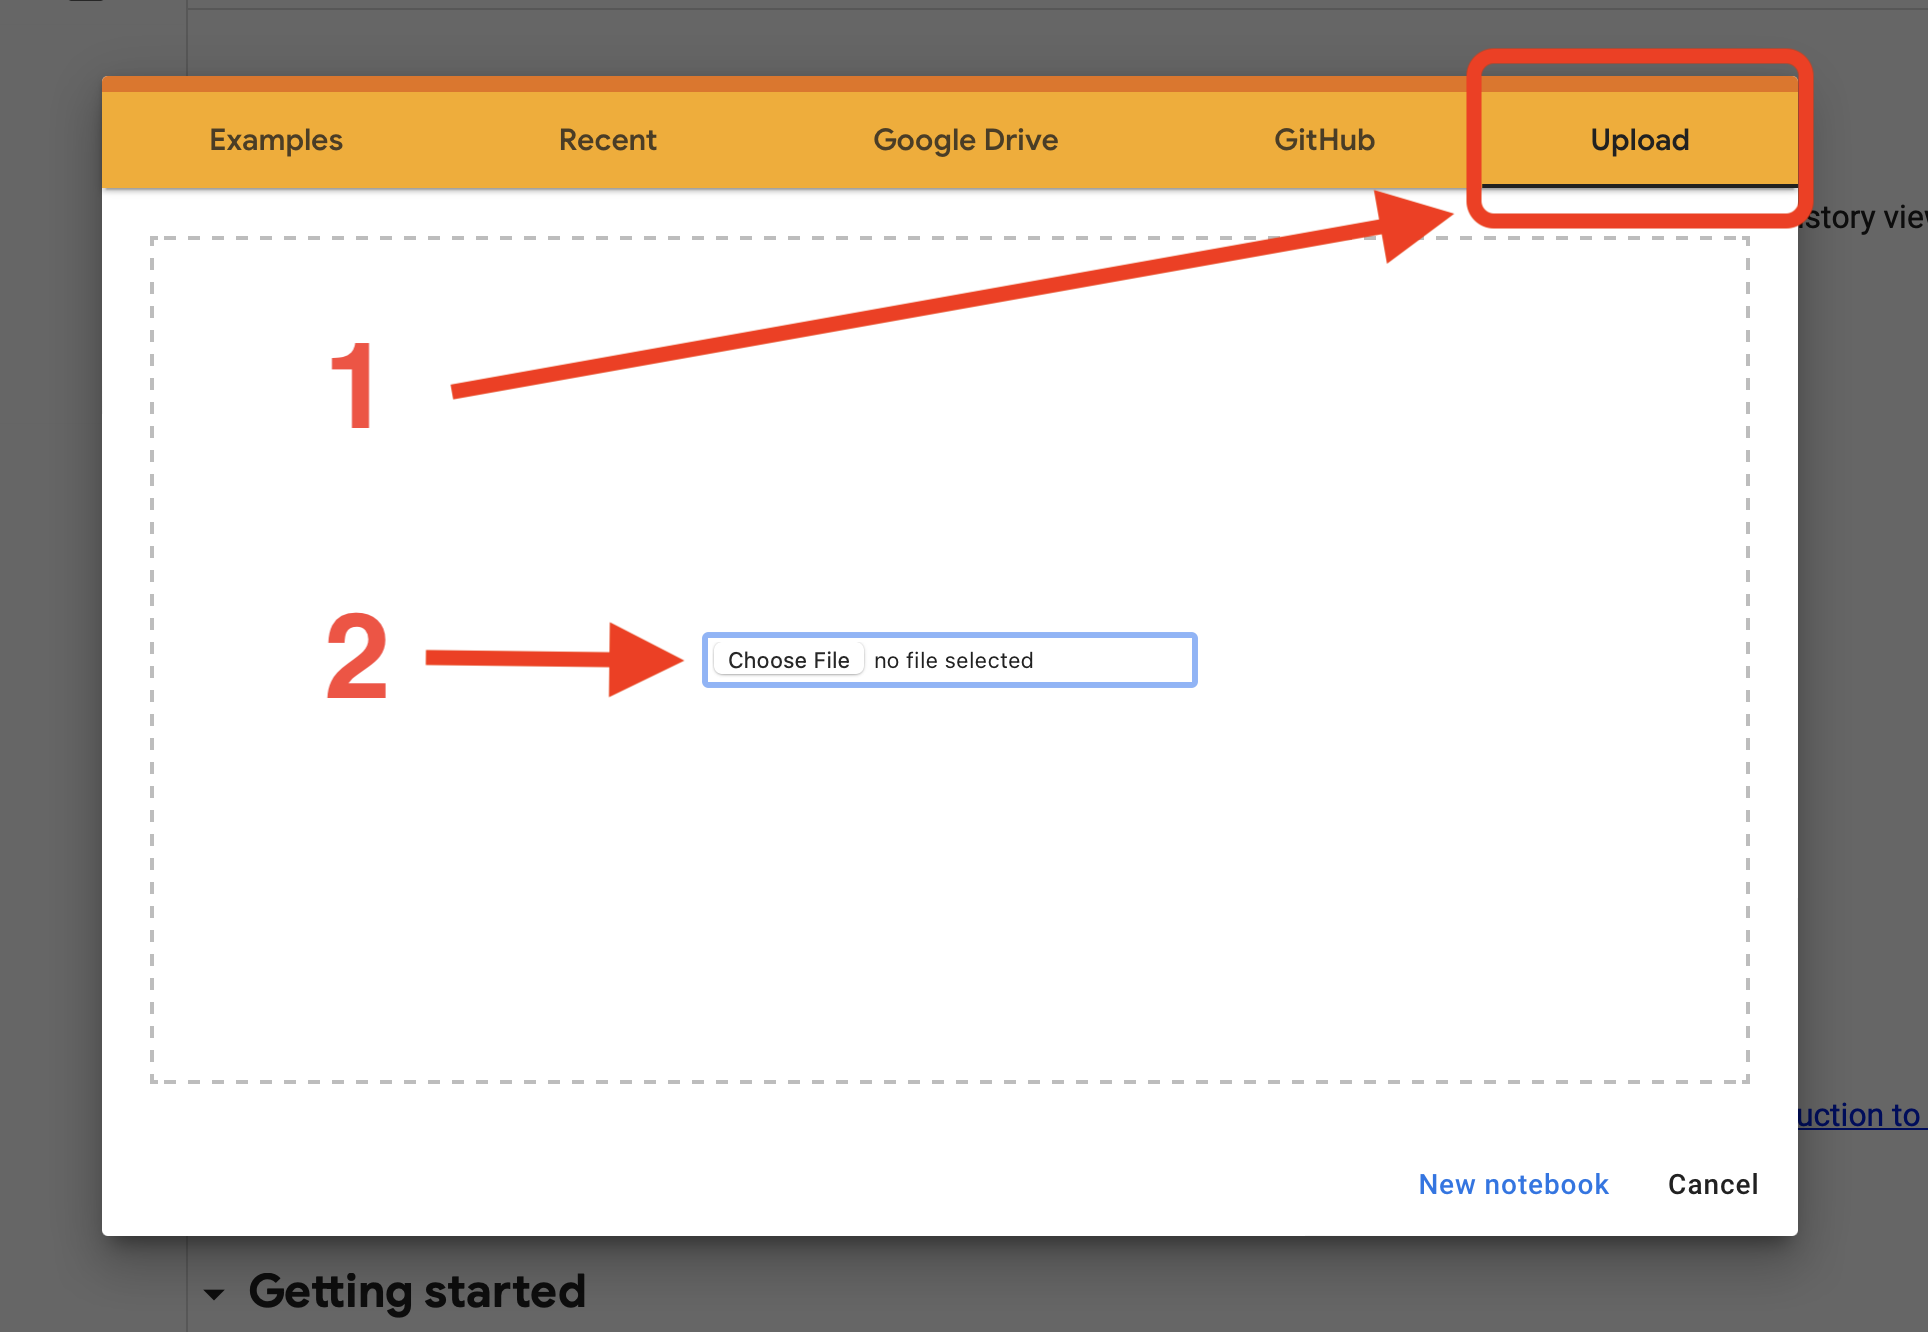 Examples Recent Google Drive GitHub Upload
story vie
1
2 Choose File no file selected
uction to
New notebook Cancel
Getting started